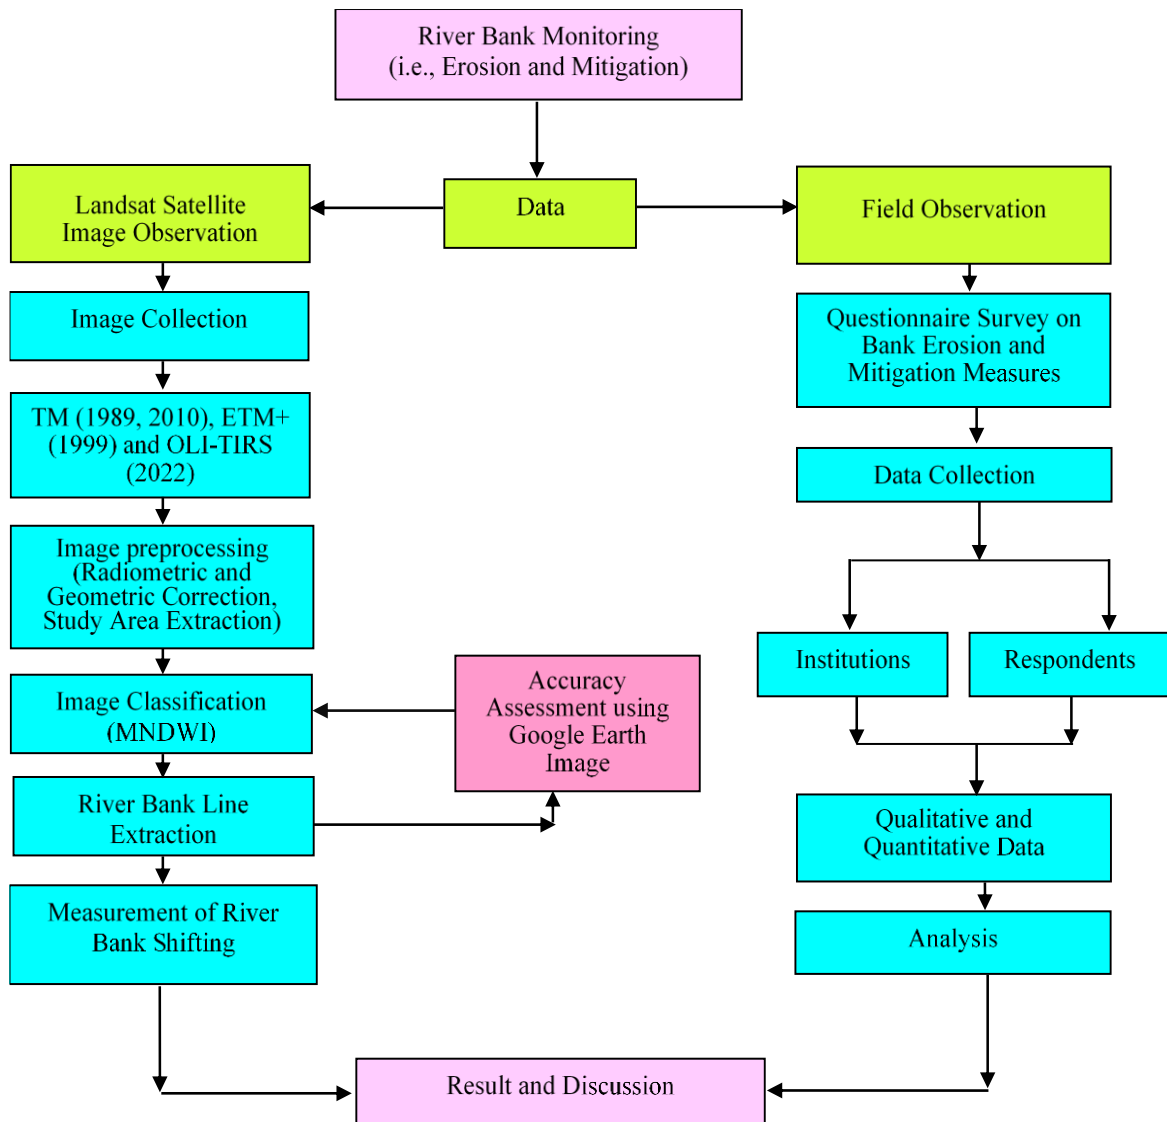 River Bank Monitoring
(i.e., Erosion and Mitigation)
Landsat Satellite
Image Observation
Data
Field Observation
Image Collection
TM (1989, 2010), ETM+
(1999) and OLI-TIRS
(2022)
Image preprocessing
(Radiometric and
Geometric Correction,
Study Area Extraction)
Image Classification
(MNDWI)
River Bank Line
Extraction
Accuracy
Assessment using
Google Earth
Image
Measurement of River
Bank Shifting
Questionnaire Survey on
Bank Erosion and
Mitigation Measures
Data Collection
Institutions
Respondents
Qualitative and
Quantitative Data
Analysis
Result and Discussion